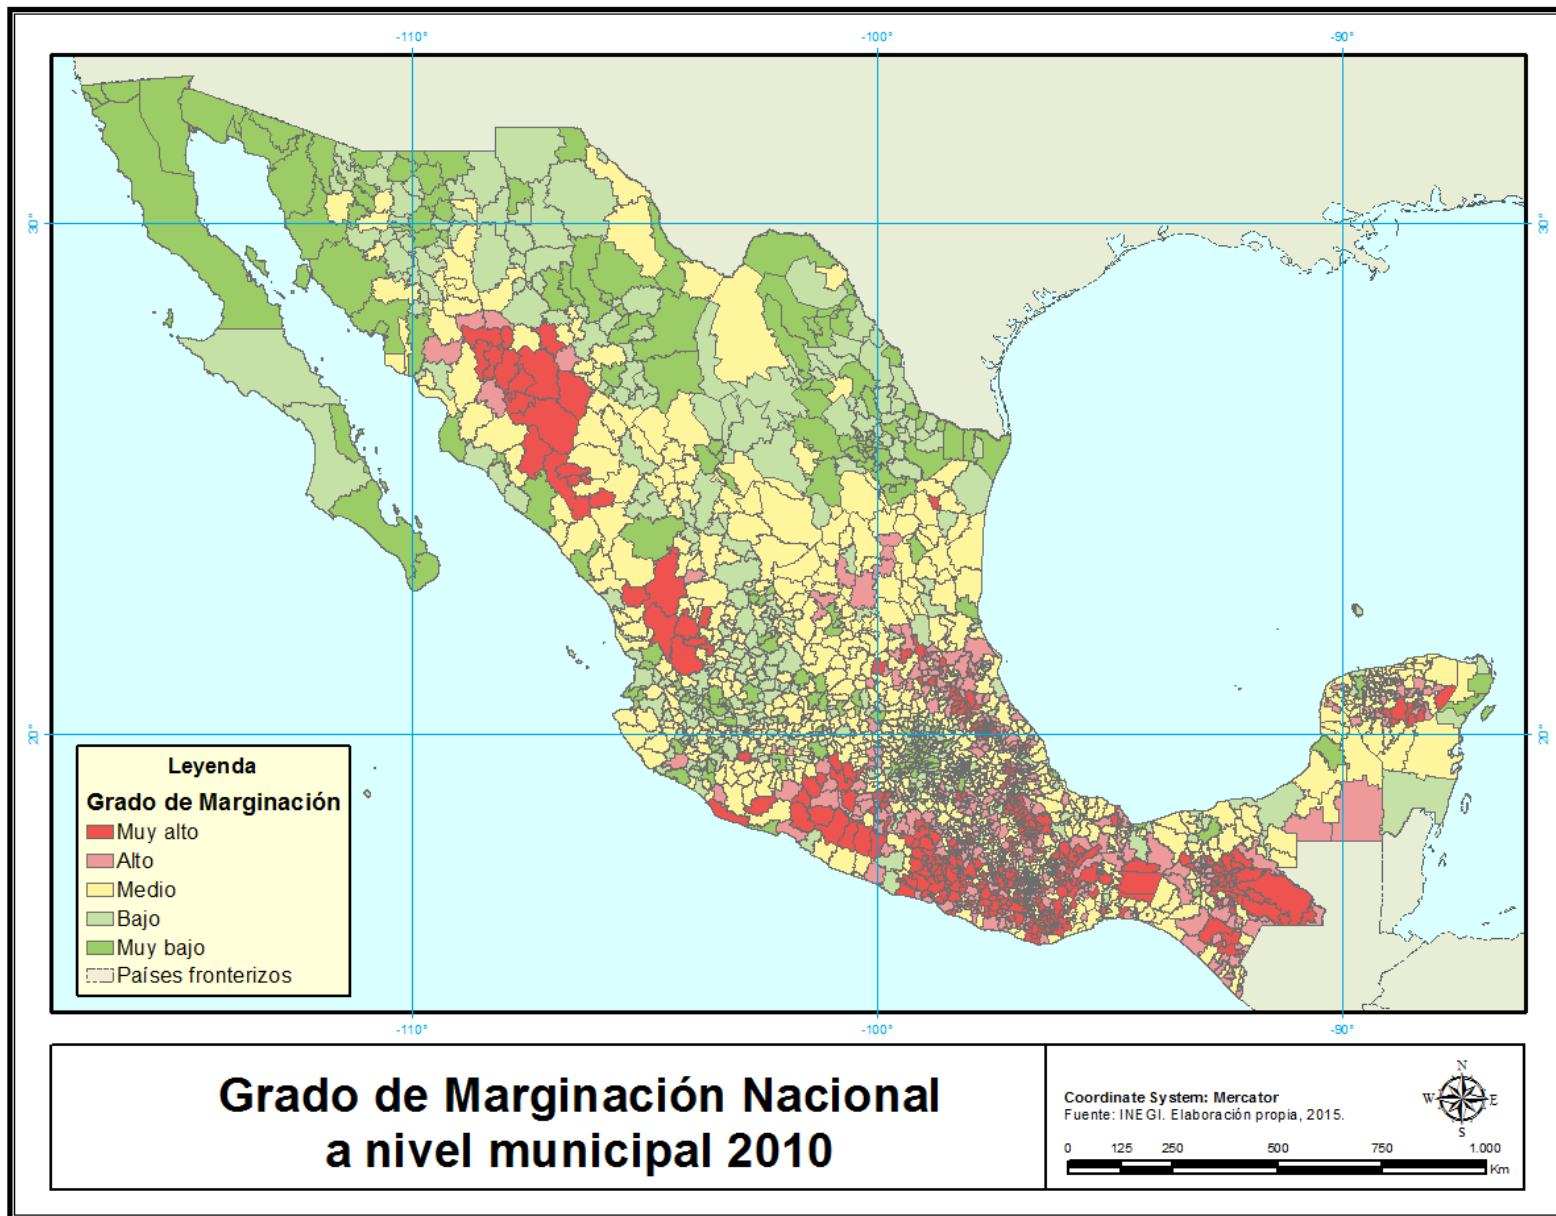 -110°
-100°
-90°
30°
30°
20°
20°
Leyenda
Grado de Marginación
Muy alto
Alto
Medio
Bajo
Muy bajo
Países fronterizos
-110°
-100°
-90°
Grado de Marginación Nacional
a nivel municipal 2010
Coordinate System: Mercator
Fuente: INEGI. Elaboración propia, 2015.
N
W
E
S
0 125 250 500 750 1.000
Km